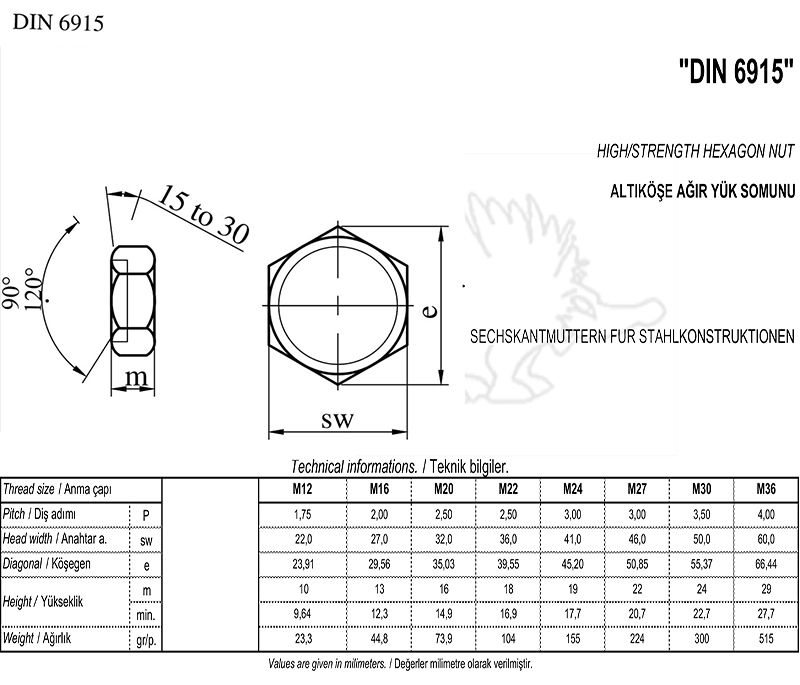 DIN 6915
"DIN 6915"
HIGH/STRENGTH HEXAGON NUT
ALTIKÖŞE AĞIR YÜK SOMUNU
15 to 30
90°
120°
e
SECHSKANTMUTTERN FUR STAHLKONSTRUKTIONEN
m
sw
Technical informations. / Teknik bilgiler.
Thread size / Anma çapı M12 M16 M20 M22 M24 M27 M30 M36
Pitch / Diş adımı P 1,75 2,00 2,50 2,50 3,00 3,00 3,50 4,00
Head width / Anahtar a. sw 22,0 27,0 32,0 36,0 41,0 46,0 50,0 60,0
Diagonal / Köşegen e 23,91 29,56 35,03 39,55 45,20 50,85 55,37 66,44
Height / Yükseklik m 10 13 16 18 19 22 24 29
min. 9,64 12,3 14,9 16,9 17,7 20,7 22,7 27,7
Weight / Ağırlık gr/p. 23,3 44,8 73,9 104 155 224 300 515
Values are given in milimeters. / Değerler milimetre olarak verilmiştir.